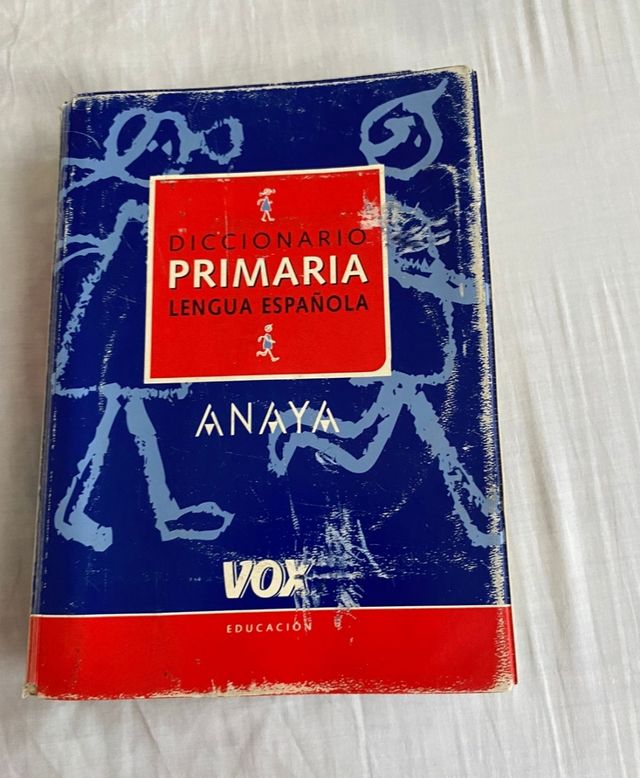 DICCIONARIO
PRIMARIA
LENGUA ESPAÑOLA
ANAYA
VOX
EDUCACIÓN